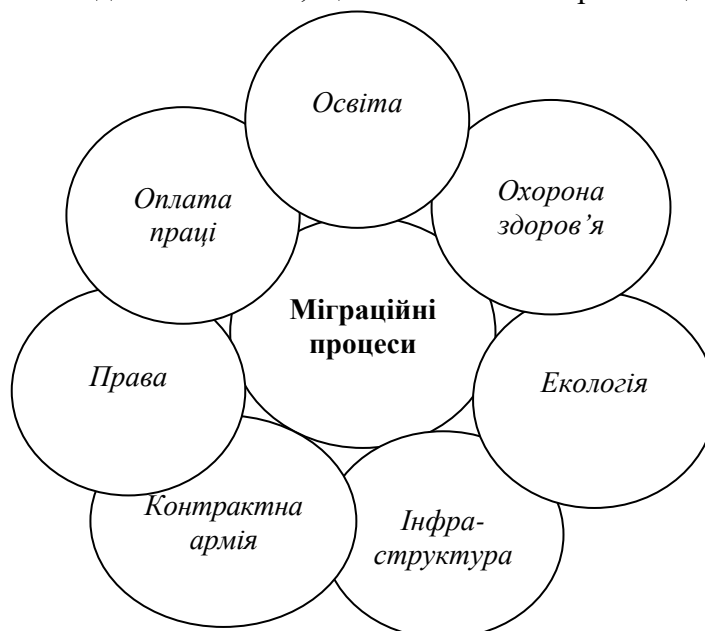 Освіта
Охорона
здоров’я
Оплата
праці
Міграційні
процеси
Права
Екологія
Контрактна
армія
Інфра-
структура